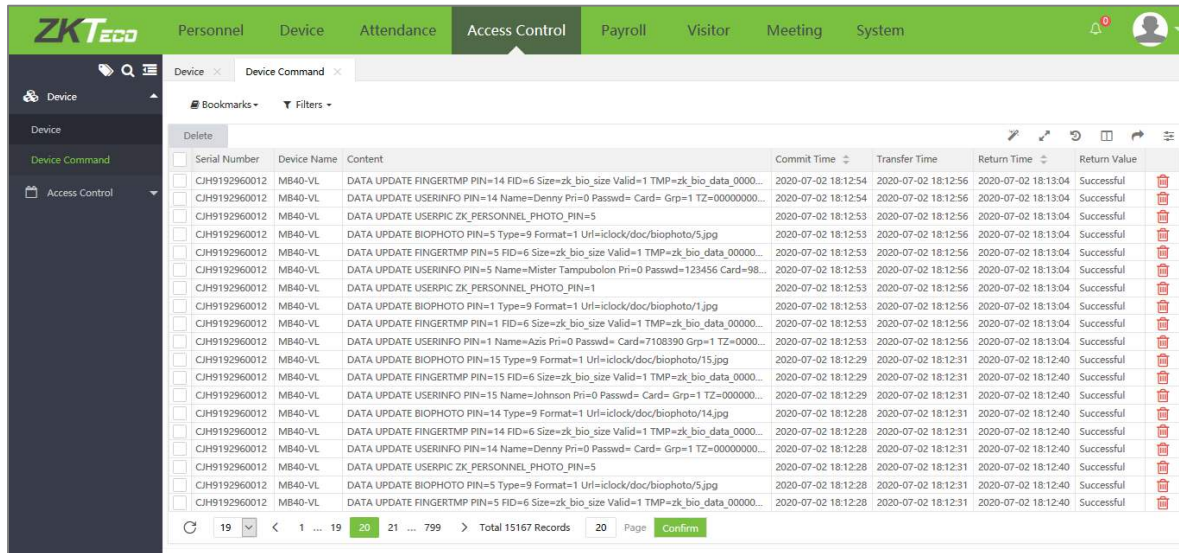 ZKTeco Personnel Device Attendance Access Control Payroll Visitor Meeting System 0
Device × Device Command ×
Device
Bookmarks Filters
Device
Delete
Device Command
Serial Number Device Name Content Commit Time Transfer Time Return Time Return Value
Access Control
CJH9192960012 MB40-VL DATA UPDATE FINGERTMP PIN=14 FID=6 Size=zk_bio_size Valid=1 TMP=zk_bio_data_0000... 2020-07-02 18:12:54 2020-07-02 18:12:56 2020-07-02 18:13:04 Successful
CJH9192960012 MB40-VL DATA UPDATE USERINFO PIN=14 Name=Denny Pri=0 Passwd= Card= Grp=1 TZ=00000000... 2020-07-02 18:12:54 2020-07-02 18:12:56 2020-07-02 18:13:04 Successful
CJH9192960012 MB40-VL DATA UPDATE USERPIC ZK_PERSONNEL_PHOTO_PIN=5 2020-07-02 18:12:53 2020-07-02 18:12:56 2020-07-02 18:13:04 Successful
CJH9192960012 MB40-VL DATA UPDATE BIOPHOTO PIN=5 Type=9 Format=1 Url=iclock/doc/biophoto/5.jpg 2020-07-02 18:12:53 2020-07-02 18:12:56 2020-07-02 18:13:04 Successful
CJH9192960012 MB40-VL DATA UPDATE FINGERTMP PIN=5 FID=6 Size=zk_bio_size Valid=1 TMP=zk_bio_data_00000... 2020-07-02 18:12:53 2020-07-02 18:12:56 2020-07-02 18:13:04 Successful
CJH9192960012 MB40-VL DATA UPDATE USERINFO PIN=5 Name=Mister Tampubolon Pri=0 Passwd=123456 Card=98... 2020-07-02 18:12:53 2020-07-02 18:12:56 2020-07-02 18:13:04 Successful
CJH9192960012 MB40-VL DATA UPDATE USERPIC ZK_PERSONNEL_PHOTO_PIN=1 2020-07-02 18:12:53 2020-07-02 18:12:56 2020-07-02 18:13:04 Successful
CJH9192960012 MB40-VL DATA UPDATE BIOPHOTO PIN=1 Type=9 Format=1 Url=iclock/doc/biophoto/1.jpg 2020-07-02 18:12:53 2020-07-02 18:12:56 2020-07-02 18:13:04 Successful
CJH9192960012 MB40-VL DATA UPDATE FINGERTMP PIN=1 FID=6 Size=zk_bio_size Valid=1 TMP=zk_bio_data_00000... 2020-07-02 18:12:53 2020-07-02 18:12:56 2020-07-02 18:13:04 Successful
CJH9192960012 MB40-VL DATA UPDATE USERINFO PIN=1 Name=Azis Pri=0 Passwd= Card=7108390 Grp=1 TZ=0000... 2020-07-02 18:12:53 2020-07-02 18:12:56 2020-07-02 18:13:04 Successful
CJH9192960012 MB40-VL DATA UPDATE BIOPHOTO PIN=15 Type=9 Format=1 Url=iclock/doc/biophoto/15.jpg 2020-07-02 18:12:29 2020-07-02 18:12:31 2020-07-02 18:12:40 Successful
CJH9192960012 MB40-VL DATA UPDATE FINGERTMP PIN=15 FID=6 Size=zk_bio_size Valid=1 TMP=zk_bio_data_0000... 2020-07-02 18:12:29 2020-07-02 18:12:31 2020-07-02 18:12:40 Successful
CJH9192960012 MB40-VL DATA UPDATE USERINFO PIN=15 Name=Johnson Pri=0 Passwd= Card= Grp=1 TZ=000000... 2020-07-02 18:12:29 2020-07-02 18:12:31 2020-07-02 18:12:40 Successful
CJH9192960012 MB40-VL DATA UPDATE BIOPHOTO PIN=14 Type=9 Format=1 Url=iclock/doc/biophoto/14.jpg 2020-07-02 18:12:28 2020-07-02 18:12:31 2020-07-02 18:12:40 Successful
CJH9192960012 MB40-VL DATA UPDATE FINGERTMP PIN=14 FID=6 Size=zk_bio_size Valid=1 TMP=zk_bio_data_0000... 2020-07-02 18:12:28 2020-07-02 18:12:31 2020-07-02 18:12:40 Successful
CJH9192960012 MB40-VL DATA UPDATE USERINFO PIN=14 Name=Denny Pri=0 Passwd= Card= Grp=1 TZ=00000000... 2020-07-02 18:12:28 2020-07-02 18:12:31 2020-07-02 18:12:40 Successful
CJH9192960012 MB40-VL DATA UPDATE USERPIC ZK_PERSONNEL_PHOTO_PIN=5 2020-07-02 18:12:28 2020-07-02 18:12:31 2020-07-02 18:12:40 Successful
CJH9192960012 MB40-VL DATA UPDATE BIOPHOTO PIN=5 Type=9 Format=1 Url=iclock/doc/biophoto/5.jpg 2020-07-02 18:12:28 2020-07-02 18:12:31 2020-07-02 18:12:40 Successful
CJH9192960012 MB40-VL DATA UPDATE FINGERTMP PIN=5 FID=6 Size=zk_bio_size Valid=1 TMP=zk_bio_data_00000... 2020-07-02 18:12:28 2020-07-02 18:12:31 2020-07-02 18:12:40 Successful
19 < 1 ... 19 20 21 ... 799 > Total 15167 Records 20 Page Confirm